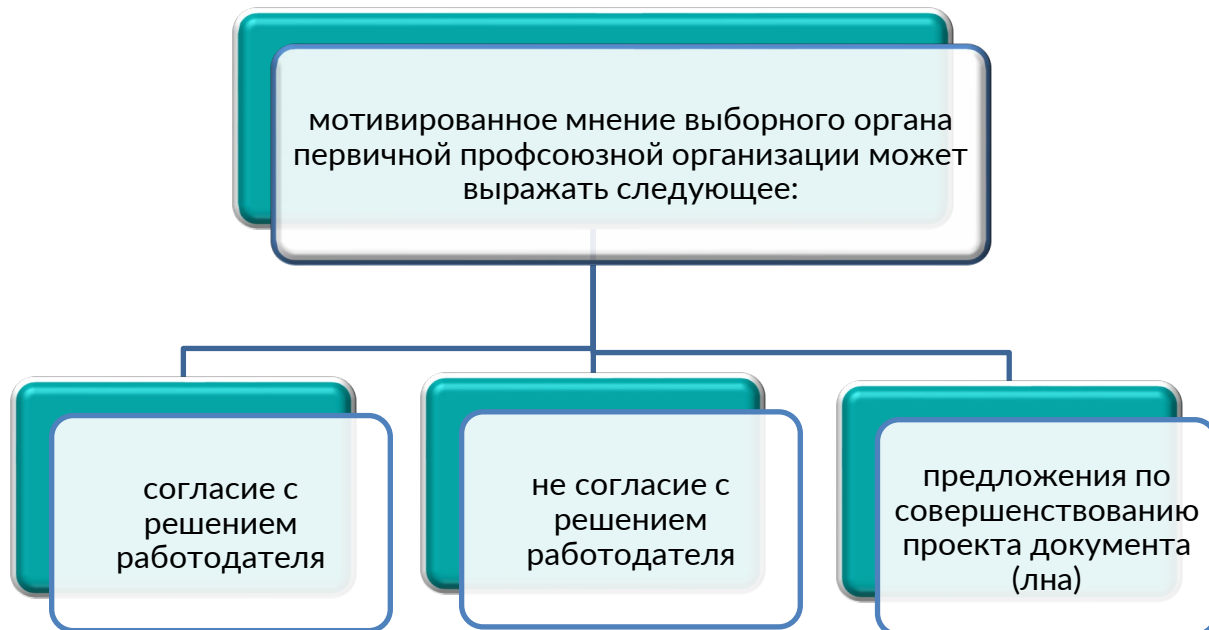 мотивированное мнение выборного органа
первичной профсоюзной организации может
выражать следующее:
согласие с
решением
работодателя
не согласие с
решением
работодателя
предложения по
совершенствованию
проекта документа
(лна)